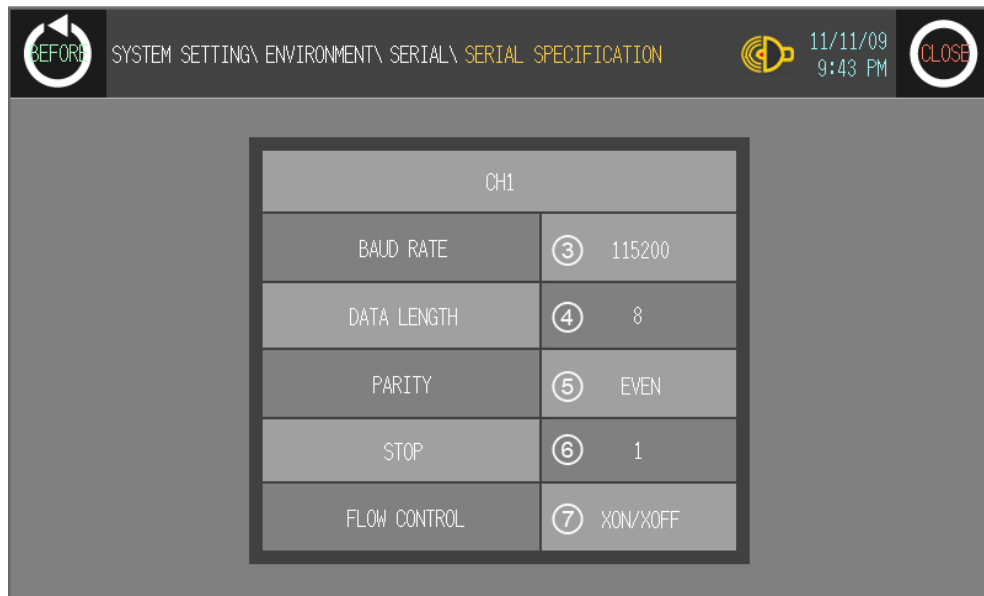 BEFORE
SYSTEM SETTING\ ENVIRONMENT\ SERIAL\ SERIAL SPECIFICATION
11/11/09
9:43 PM
CLOSE
CH1
BAUD RATE ③ 115200
DATA LENGTH ④ 8
PARITY ⑤ EVEN
STOP ⑥ 1
FLOW CONTROL ⑦ XON/XOFF